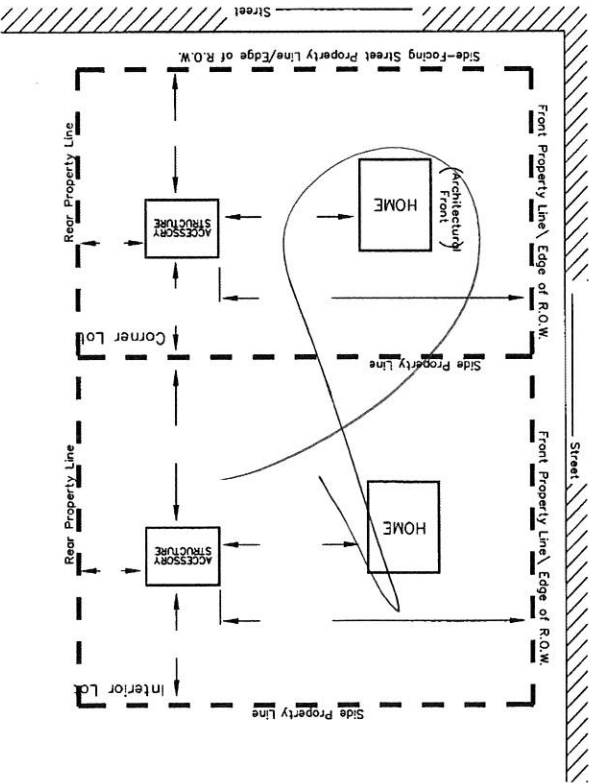 Street
Side-Facing Street Property Line/Edge of R.O.W.
Rear Property Line
ACCESSORY
STRUCTURE
HOME
(Architectural
Front)
Front Property Line\ Edge of R.O.W.
Corner Lot
Side Property Line
Street
Rear Property Line
ACCESSORY
STRUCTURE
HOME
Front Property Line\ Edge of R.O.W.
Interior Lot
Side Property Line